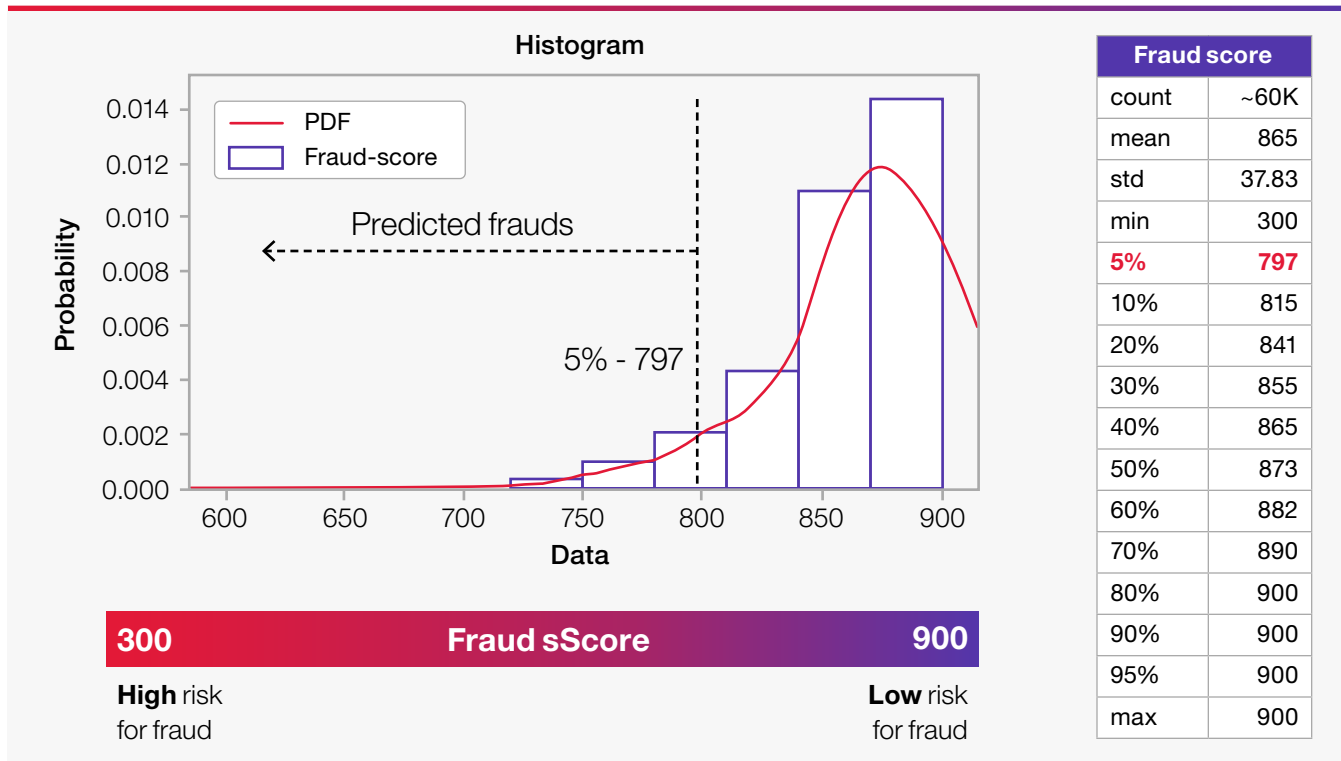 Histogram
0.014
0.012
0.010
0.008
0.006
0.004
0.002
0.000
Probability
PDF
Fraud-score
Predicted frauds
5% - 797
600 650 700 750 800 850 900
Data
300 Fraud sScore 900
High risk
for fraud
Low risk
for fraud
Fraud score
count ~60K
mean 865
std 37.83
min 300
5% 797
10% 815
20% 841
30% 855
40% 865
50% 873
60% 882
70% 890
80% 900
90% 900
95% 900
max 900